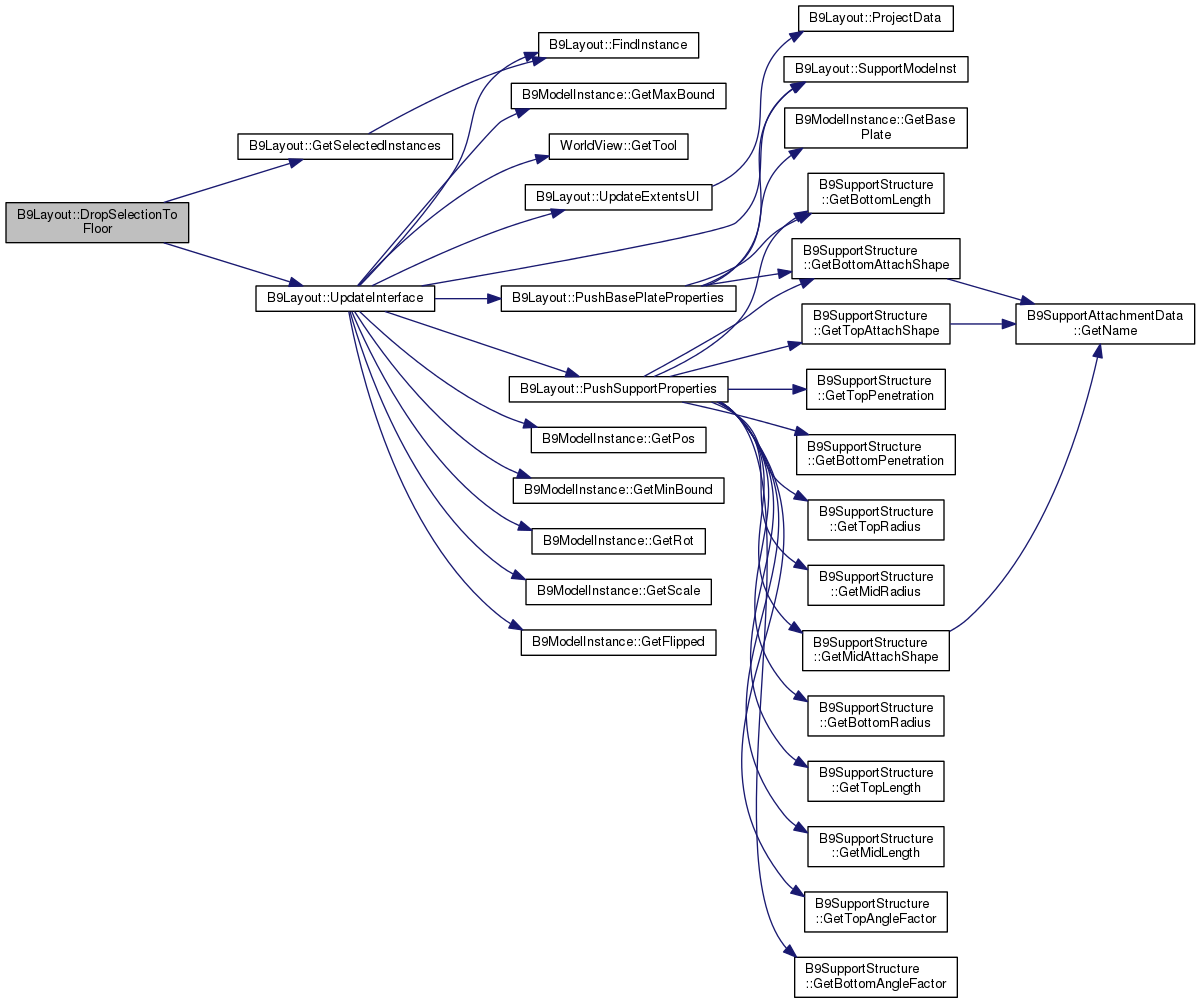 B9Layout::DropSelectionTo
Floor
B9Layout::GetSelectedInstances
B9Layout::UpdateInterface
B9Layout::FindInstance
B9ModelInstance::GetMaxBound
WorldView::GetTool
B9Layout::UpdateExtentsUI
B9Layout::PushBasePlateProperties
B9Layout::PushSupportProperties
B9ModelInstance::GetPos
B9ModelInstance::GetMinBound
B9ModelInstance::GetRot
B9ModelInstance::GetScale
B9ModelInstance::GetFlipped
B9Layout::ProjectData
B9Layout::SupportModeInst
B9ModelInstance::GetBase
Plate
B9SupportStructure
::GetBottomLength
B9SupportStructure
::GetBottomAttachShape
B9SupportStructure
::GetTopAttachShape
B9SupportStructure
::GetTopPenetration
B9SupportStructure
::GetBottomPenetration
B9SupportStructure
::GetTopRadius
B9SupportStructure
::GetMidRadius
B9SupportStructure
::GetMidAttachShape
B9SupportStructure
::GetBottomRadius
B9SupportStructure
::GetTopLength
B9SupportStructure
::GetMidLength
B9SupportStructure
::GetTopAngleFactor
B9SupportStructure
::GetBottomAngleFactor
B9SupportAttachmentData
::GetName